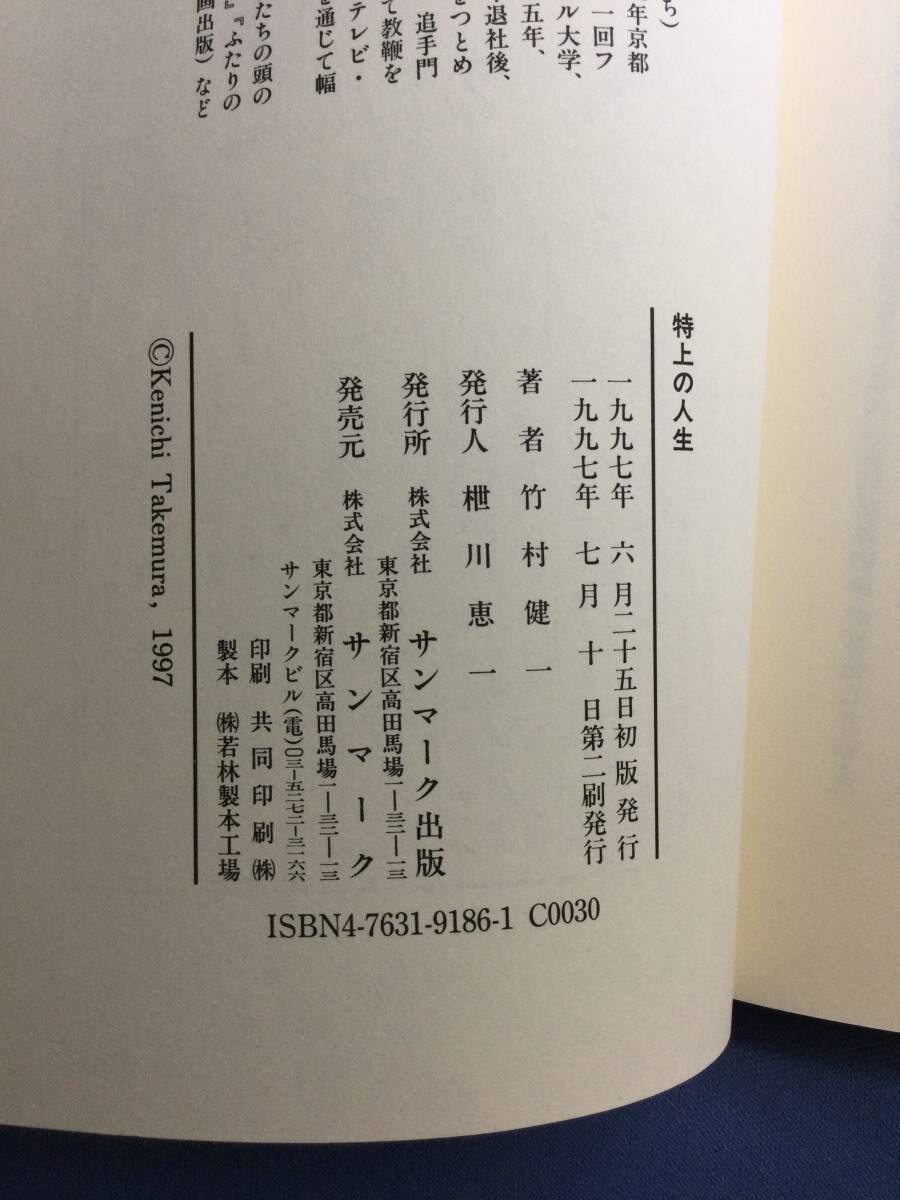 ち）
年京都
一回フ
ル大学、
五年、
退社後、
をつとめ
追手門
て教鞭を
テレビ・
を通じて幅
たちの頭の
』『ふたりの
画出版）など
特上の人生
一九九七年 六月二十五日初版発行
一九九七年 七月 十 日第二刷発行
著者 竹村健一
発行人 枻川恵一
発行所 株式会社 サンマーク出版
東京都新宿区高田馬場一—三二—一三
発売元 株式会社 サンマーク
東京都新宿区高田馬場一—三二—一三
サンマークビル(電)〇三—五二七二—三一六六
印刷 共同印刷㈱
製本 ㈱若林製本工場
©Kenichi Takemura, 1997
ISBN4-7631-9186-1 C0030